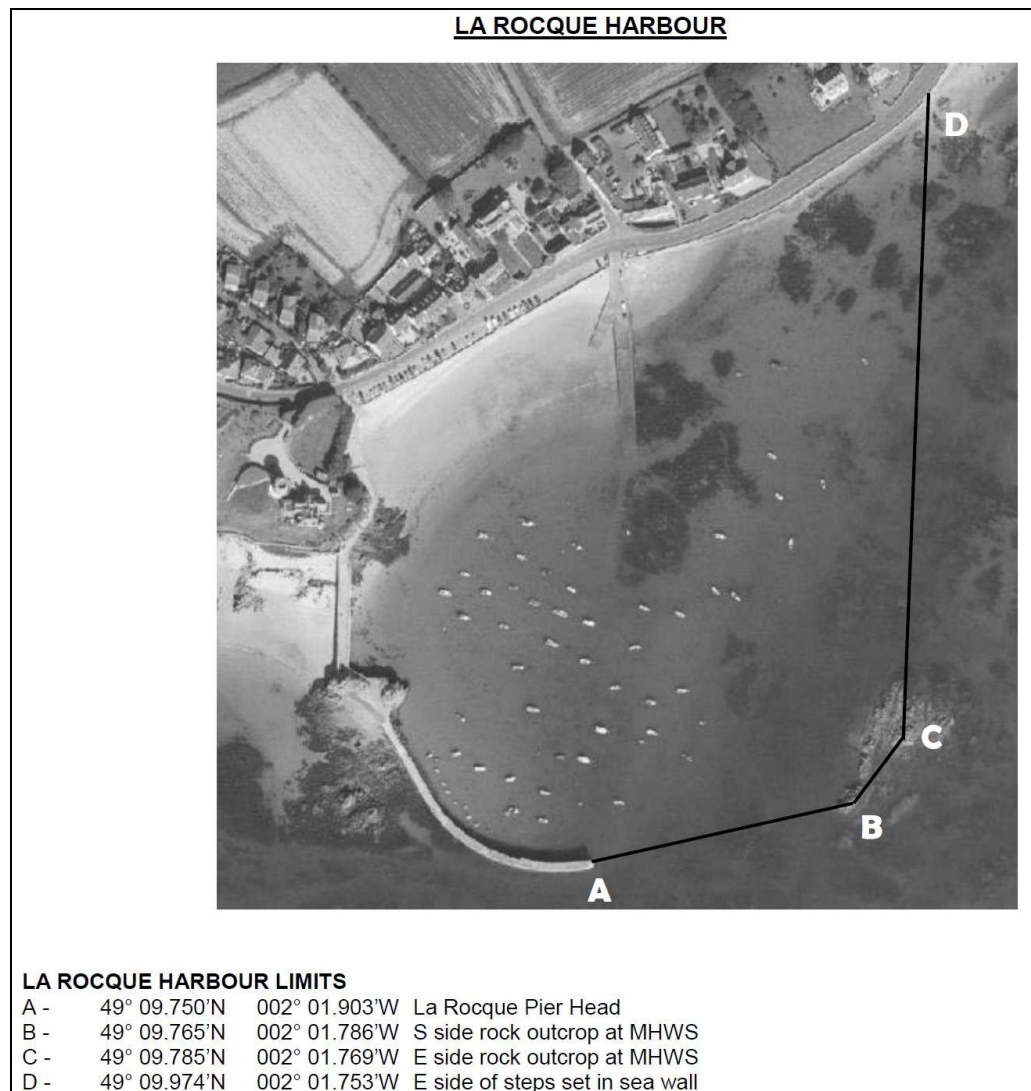 LA ROCQUE HARBOUR
D
C
B
A
LA ROCQUE HARBOUR LIMITS
A - 49° 09.750’N 002° 01.903’W La Rocque Pier Head
B - 49° 09.765’N 002° 01.786’W S side rock outcrop at MHWS
C - 49° 09.785’N 002° 01.769’W E side rock outcrop at MHWS
D - 49° 09.974’N 002° 01.753’W E side of steps set in sea wall